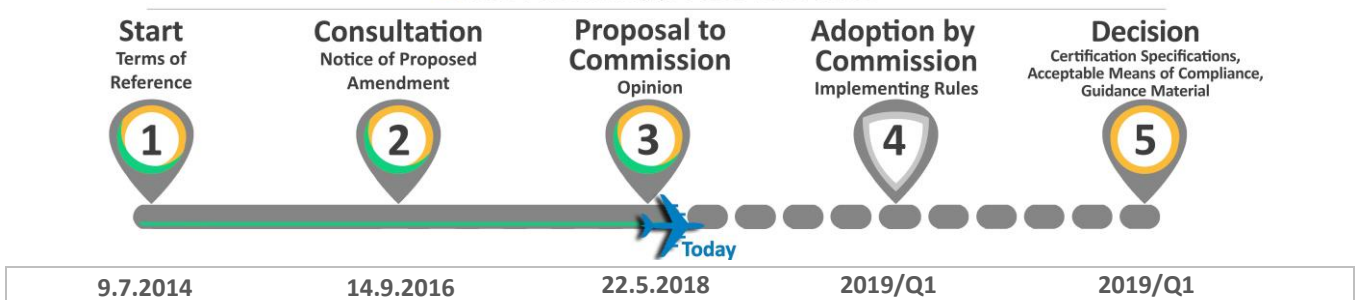 Start
Terms of
Reference
Consultation
Notice of Proposed
Amendment
Proposal to
Commission
Opinion
Adoption by
Commission
Implementing Rules
Decision
Certification Specifications,
Acceptable Means of Compliance,
Guidance Material
1
2
3
4
5
Today
9.7.2014
14.9.2016
22.5.2018
2019/Q1
2019/Q1